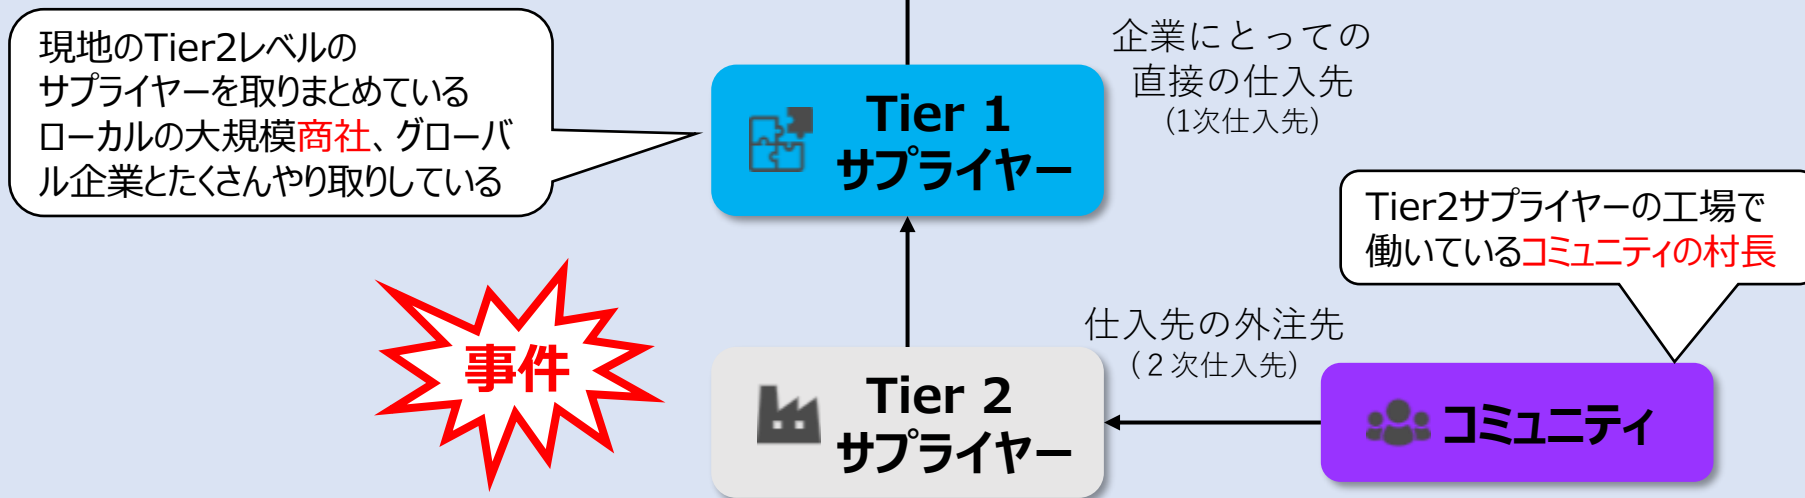 現地のTier2レベルの
サプライヤーを取りまとめている
ローカルの大規模商社、グローバ
ル企業とたくさんやり取りしている
Tier 1
サプライヤー
企業にとっての
直接の仕入先
(1次仕入先)
Tier2サプライヤーの工場で
働いているコミュニティの村長
事件
仕入先の外注先
(２次仕入先)
Tier 2
サプライヤー
コミュニティ